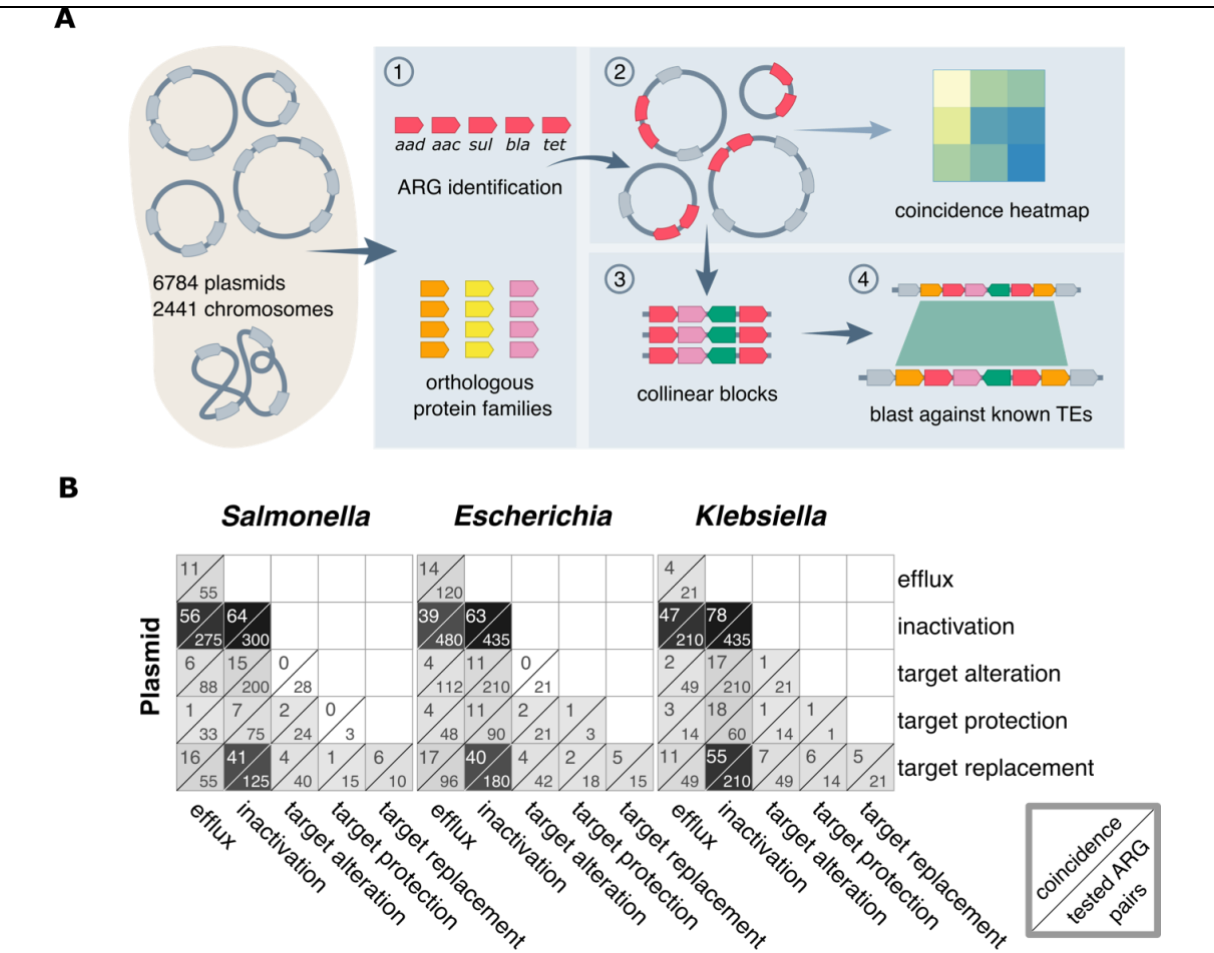 A
1
2
aad aac sul bla tet
ARG identification
coincidence heatmap
6784 plasmids
2441 chromosomes
3
4
orthologous
protein families
collinear blocks
blast against known TEs
B
Salmonella Escherichia Klebsiella
Plasmid
11 55 14 120 4 21 efflux
56 275 64 300 39 480 63 435 47 210 78 435 inactivation
6 88 15 200 0 28 4 112 11 210 0 21 2 49 17 210 1 21 target alteration
1 33 7 75 2 24 0 3 4 48 11 90 2 21 1 3 3 14 18 60 1 14 1 1 target protection
16 55 41 125 4 40 1 15 6 10 17 96 40 180 4 42 2 18 5 15 11 49 55 210 7 49 6 14 5 21 target replacement
efflux inactivation target alteration target protection target replacement efflux inactivation target alteration target protection target replacement efflux inactivation target alteration target protection target replacement
coincidence
tested ARG
pairs